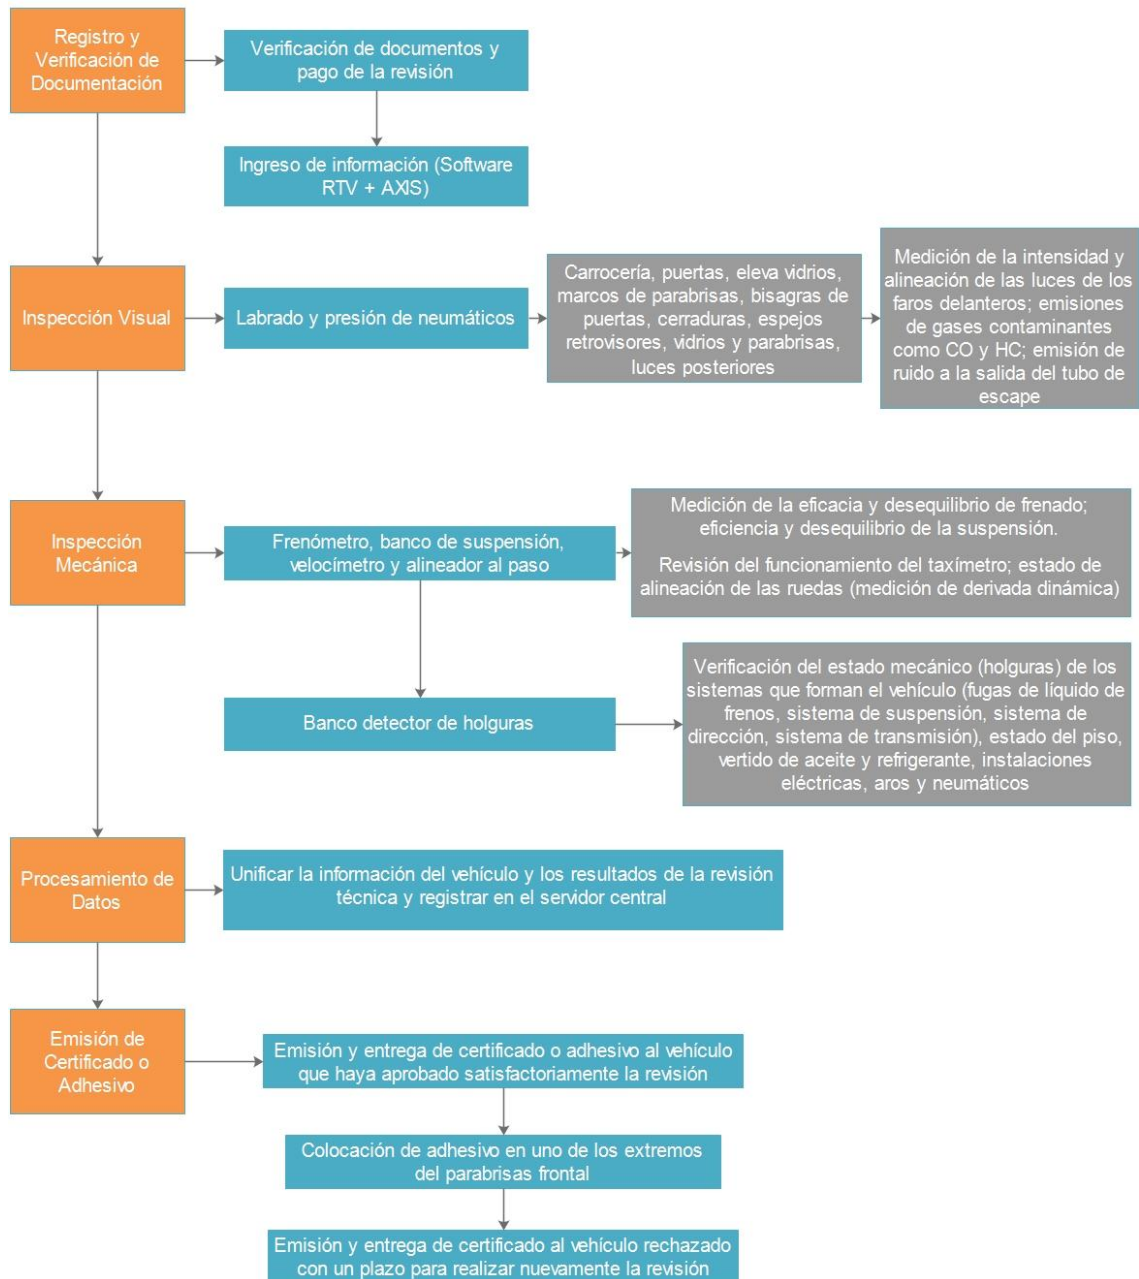 Registro y
Verificación de
Documentación
Verificación de documentos y
pago de la revisión
Ingreso de información (Software
RTV + AXIS)
Inspección Visual
Labrado y presión de neumáticos
Carrocería, puertas, eleva vidrios,
marcos de parabrisas, bisagras de
puertas, cerraduras, espejos
retrovisores, vidrios y parabrisas,
luces posteriores
Medición de la intensidad y
alineación de las luces de los
faros delanteros; emisiones
de gases contaminantes
como CO y HC; emisión de
ruido a la salida del tubo de
escape
Inspección
Mecánica
Frenómetro, banco de suspensión,
velocímetro y alineador al paso
Medición de la eficacia y desequilibrio de frenado;
eficiencia y desequilibrio de la suspensión.
Revisión del funcionamiento del taxímetro; estado de
alineación de las ruedas (medición de derivada dinámica)
Banco detector de holguras
Verificación del estado mecánico (holguras) de los
sistemas que forman el vehículo (fugas de líquido de
frenos, sistema de suspensión, sistema de
dirección, sistema de transmisión), estado del piso,
vertido de aceite y refrigerante, instalaciones
eléctricas, aros y neumáticos
Procesamiento de
Datos
Unificar la información del vehículo y los resultados de la revisión
técnica y registrar en el servidor central
Emisión de
Certificado o
Adhesivo
Emisión y entrega de certificado o adhesivo al vehículo
que haya aprobado satisfactoriamente la revisión
Colocación de adhesivo en uno de los extremos
del parabrisas frontal
Emisión y entrega de certificado al vehículo rechazado
con un plazo para realizar nuevamente la revisión